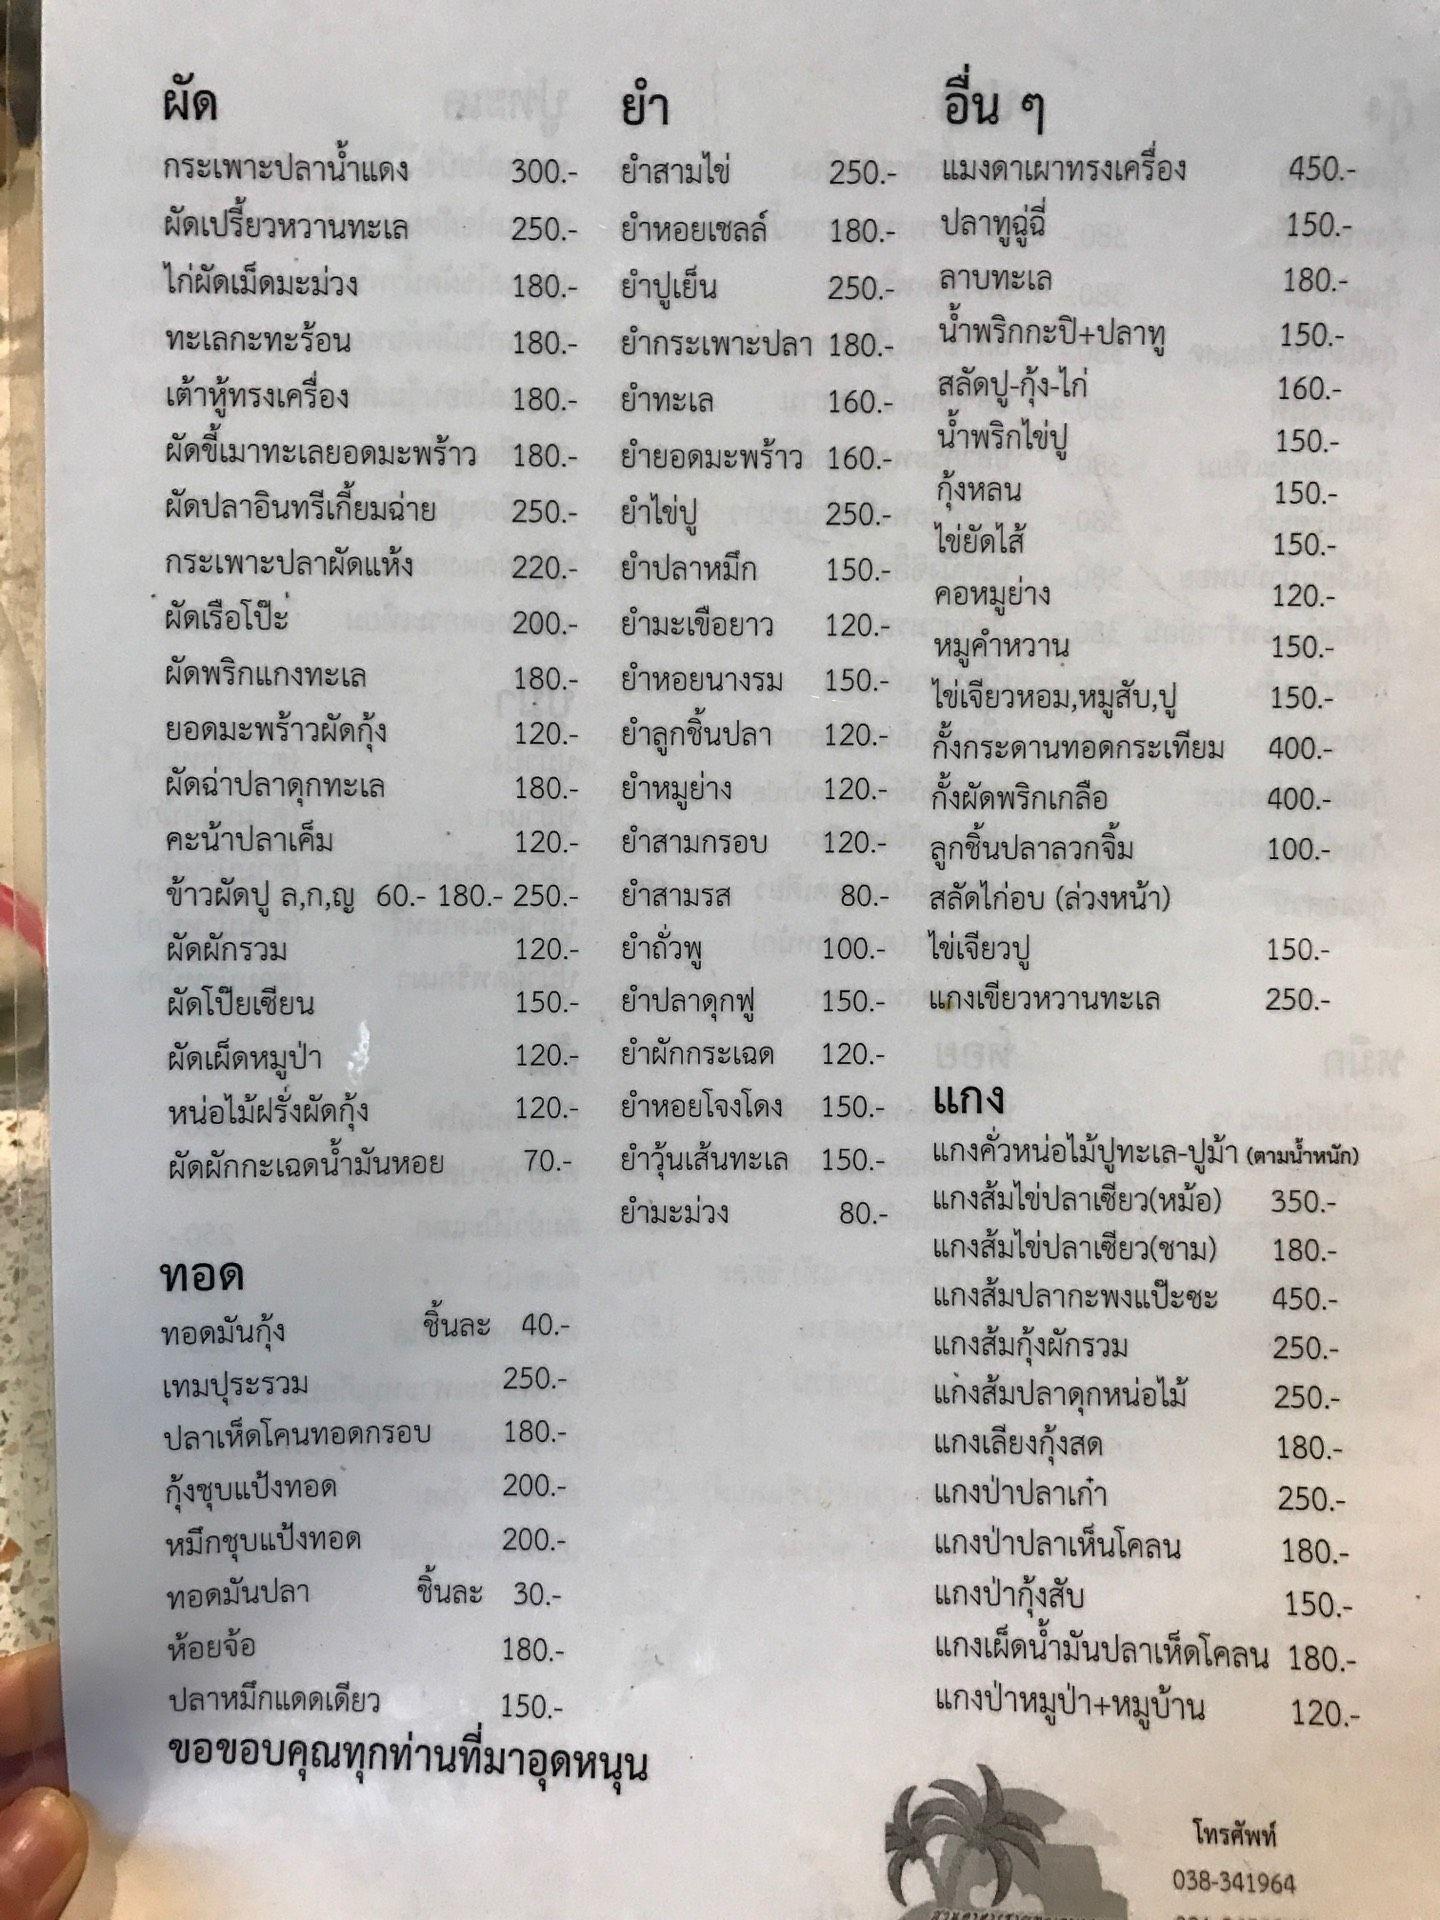 ผัด
กระเพาะปลาน้ำแดง 300.-
ผัดเปรี้ยวหวานทะเล 250.-
ไก่ผัดเม็ดมะม่วง 180.-
ทะเลกะทะร้อน 180.-
เต้าหู้ทรงเครื่อง 180.-
ผัดขี้เมาทะเลยอดมะพร้าว 180.-
ผัดปลาอินทรีเกี้ยมฉ่าย 250.-
กระเพาะปลาผัดแห้ง 220.-
ผัดเรือโป๊ะ 200.-
ผัดพริกแกงทะเล 180.-
ยอดมะพร้าวผัดกุ้ง 120.-
ผัดฉ่าปลาดุกทะเล 180.-
คะน้าปลาเค็ม 120.-
ข้าวผัดปู ล,ก,ญ 60.- 180.- 250.-
ผัดผักรวม 120.-
ผัดโป๊ยเซียน 150.-
ผัดเผ็ดหมูป่า 120.-
หน่อไม้ฝรั่งผัดกุ้ง 120.-
ผัดผักกะเฉดน้ำมันหอย 70.-
ทอด
ทอดมันกุ้ง ชิ้นละ 40.-
เทมปุระรวม 250.-
ปลาเห็ดโคนทอดกรอบ 180.-
กุ้งชุบแป้งทอด 200.-
หมึกชุบแป้งทอด 200.-
ทอดมันปลา ชิ้นละ 30.-
ห้อยจ้อ 180.-
ปลาหมึกแดดเดียว 150.-
ขอขอบคุณทุกท่านที่มาอุดหนุน
ยำ
ยำสามไข่ 250.-
ยำหอยเชลล์ 180.-
ยำปูเย็น 250.-
ยำกระเพาะปลา 180.-
ยำทะเล 160.-
ยำยอดมะพร้าว 160.-
ยำไข่ปู 250.-
ยำปลาหมึก 150.-
ยำมะเขือยาว 120.-
ยำหอยนางรม 150.-
ยำลูกชิ้นปลา 120.-
ยำหมูย่าง 120.-
ยำสามกรอบ 120.-
ยำสามรส 80.-
ยำถั่วพู 100.-
ยำปลาดุกฟู 150.-
ยำผักกระเฉด 120.-
ยำหอยโจงโดง 150.-
ยำวุ้นเส้นทะเล 150.-
ยำมะม่วง 80.-
อื่น ๆ
แมงดาเผาทรงเครื่อง 450.-
ปลาทูฉู่ฉี่ 150.-
ลาบทะเล 180.-
น้ำพริกกะปิ+ปลาทู 150.-
สลัดปู-กุ้ง-ไก่ 160.-
น้ำพริกไข่ปู 150.-
กุ้งหลน 150.-
ไข่ยัดไส้ 150.-
คอหมูย่าง 120.-
หมูคำหวาน 150.-
ไข่เจียวหอม,หมูสับ,ปู 150.-
กั้งกระดานทอดกระเทียม 400.-
กั้งผัดพริกเกลือ 400.-
ลูกชิ้นปลาลวกจิ้ม 100.-
สลัดไก่อบ (ล่วงหน้า)
ไข่เจียวปู 150.-
แกงเขียวหวานทะเล 250.-
แกง
แกงคั่วหน่อไม้ปูทะเล-ปูม้า (ตามน้ำหนัก)
แกงส้มไข่ปลาเซียว(หม้อ) 350.-
แกงส้มไข่ปลาเซียว(ชาม) 180.-
แกงส้มปลากะพงแป๊ะซะ 450.-
แกงส้มกุ้งผักรวม 250.-
แกงส้มปลาดุกหน่อไม้ 250.-
แกงเลียงกุ้งสด 180.-
แกงป่าปลาเก๋า 250.-
แกงป่าปลาเห็นโคลน 180.-
แกงป่ากุ้งสับ 150.-
แกงเผ็ดน้ำมันปลาเห็ดโคลน 180.-
แกงป่าหมูป่า+หมูบ้าน 120.-
โทรศัพท์
038-341964